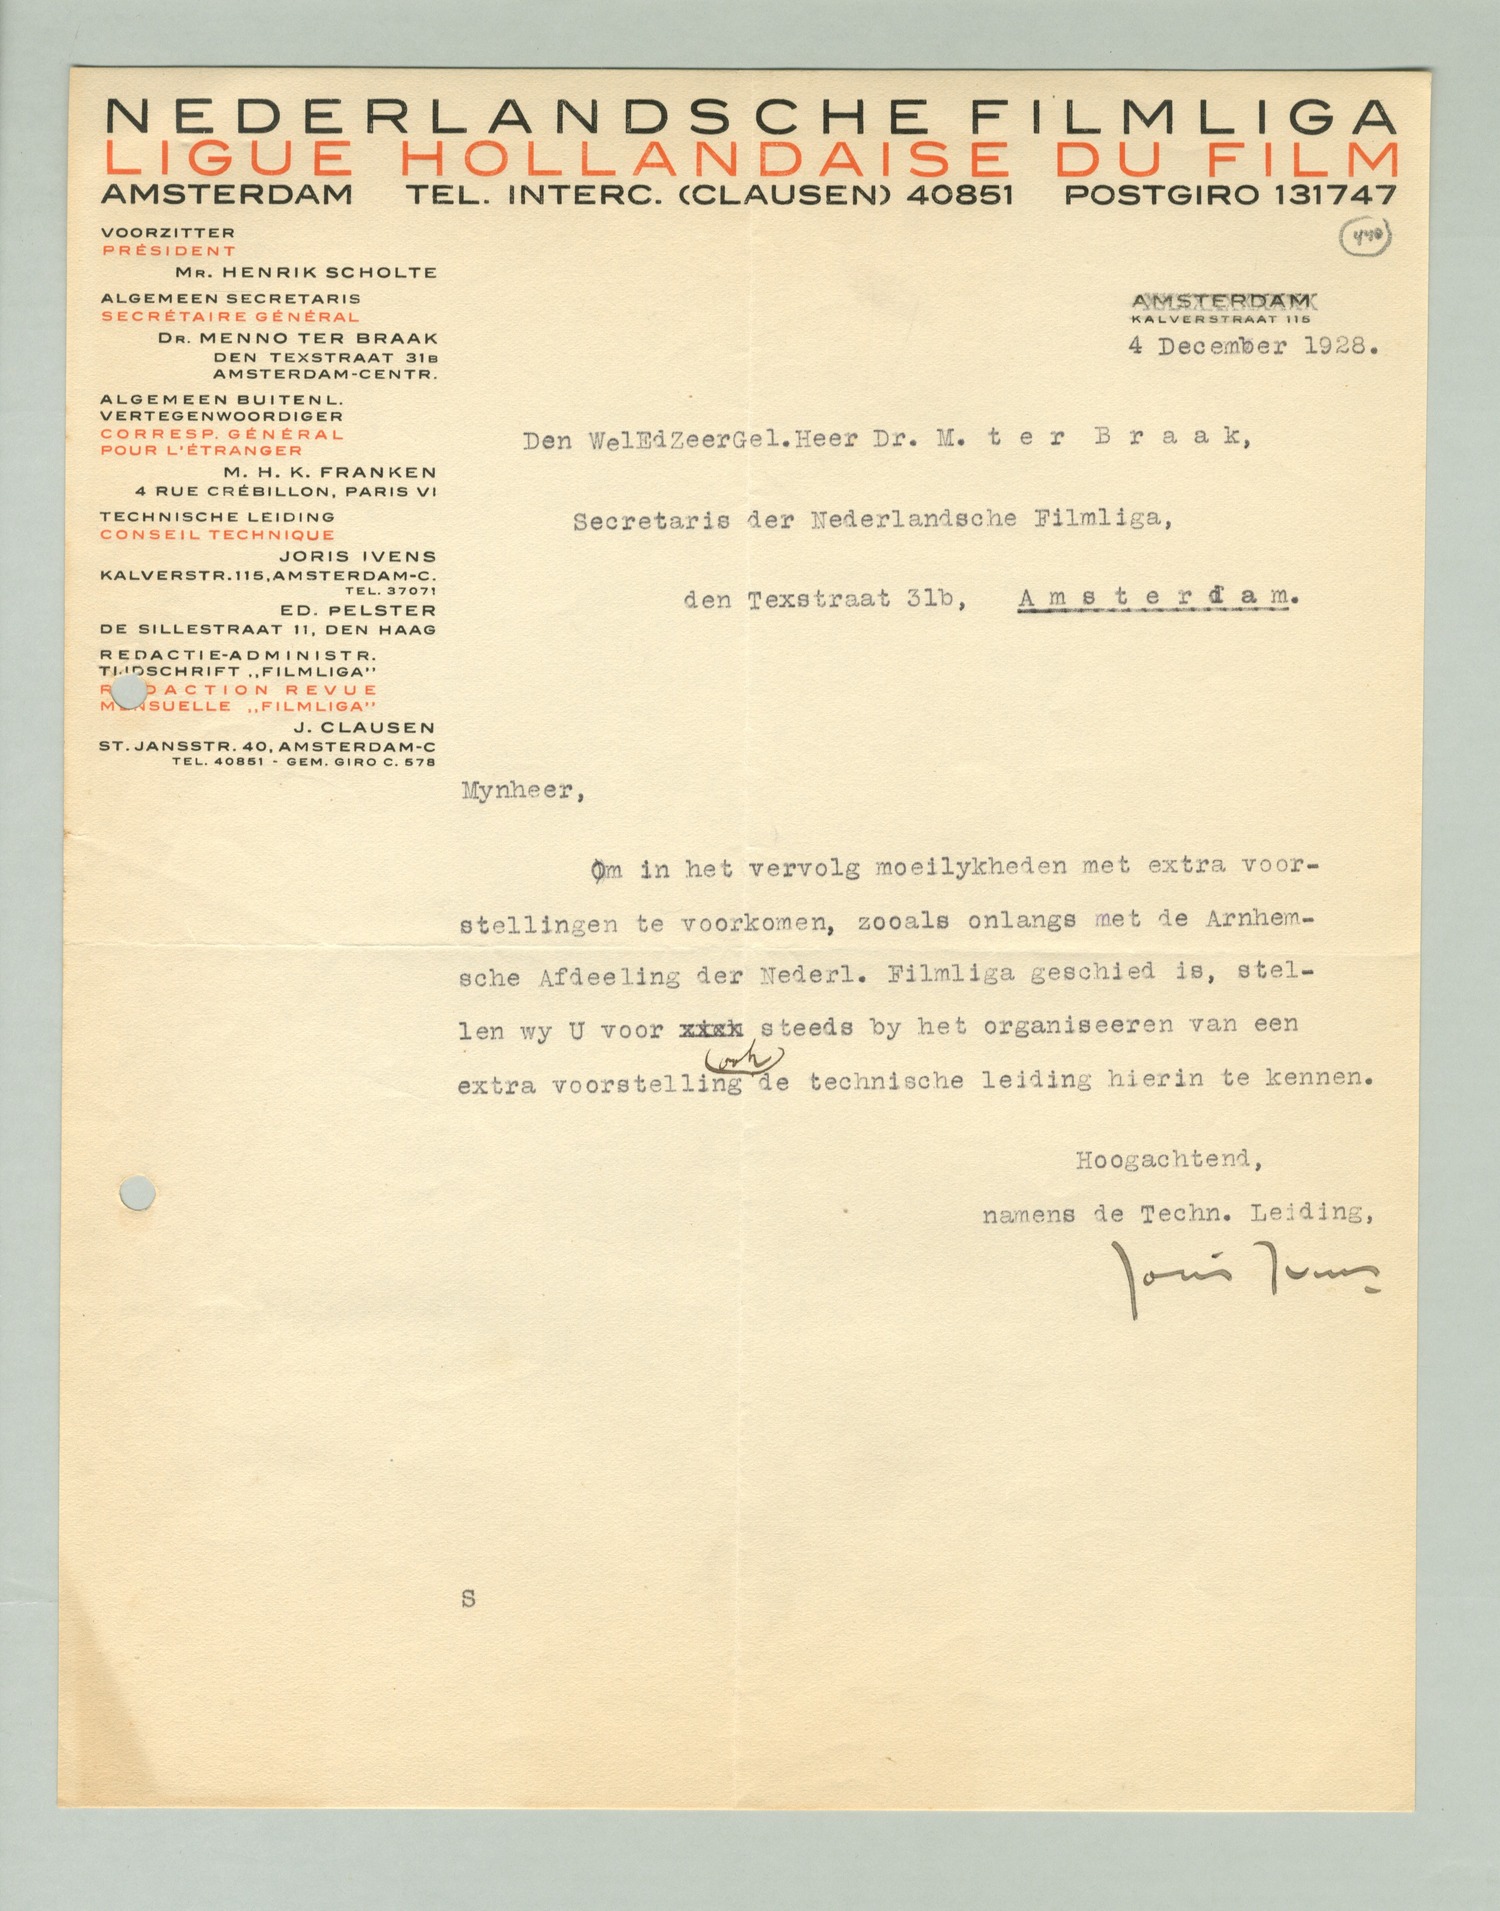 NEDERLANDSCHE FILMLIGA
LIGUE HOLLANDAISE DU FILM
AMSTERDAM TEL. INTERC. (CLAUSEN) 40851 POSTGIRO 131747
VOORZITTER
PRÉSIDENT
MR. HENRIK SCHOLTE
ALGEMEEN SECRETARIS
SECRÉTAIRE GÉNÉRAL
DR. MENNO TER BRAAK
DEN TEXSTRAAT 31B
AMSTERDAM-CENTR.
ALGEMEEN BUITENL.
VERTEGENWOORDIGER
CORRESP. GÉNÉRAL
POUR L'ÉTRANGER
M. H. K. FRANKEN
4 RUE CRÉBILLON, PARIS VI
TECHNISCHE LEIDING
CONSEIL TECHNIQUE
JORIS IVENS
KALVERSTR.115,AMSTERDAM-C.
TEL. 37071
ED. PELSTER
DE SILLESTRAAT 11, DEN HAAG
REDACTIE-ADMINISTR.
TIJDSCHRIFT ,,FILMLIGA''
REDACTION REVUE
MENSUELLE ,,FILMLIGA''
J. CLAUSEN
ST. JANSSTR. 40, AMSTERDAM-C
TEL. 40851 - GEM. GIRO C. 578
AMSTERDAM
KALVERSTRAAT 115
4 December 1928.
Den WelEdZeerGel.Heer Dr. M. t e r B r a a k,
Secretaris der Nederlandsche Filmliga,
den Texstraat 31b, A m s t e r d a m.
Mynheer,
Om in het vervolg moeilykheden met extra voor-
stellingen te voorkomen, zooals onlangs met de Arnhem-
sche Afdeeling der Nederl. Filmliga geschied is, stel-
len wy U voor steeds by het organiseeren van een
ook
extra voorstelling de technische leiding hierin te kennen.
Hoogachtend,
namens de Techn. Leiding,
Joris Ivens
S